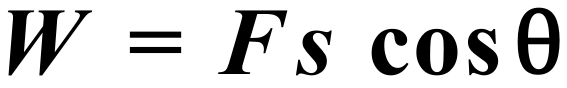 W = Fs cosθ